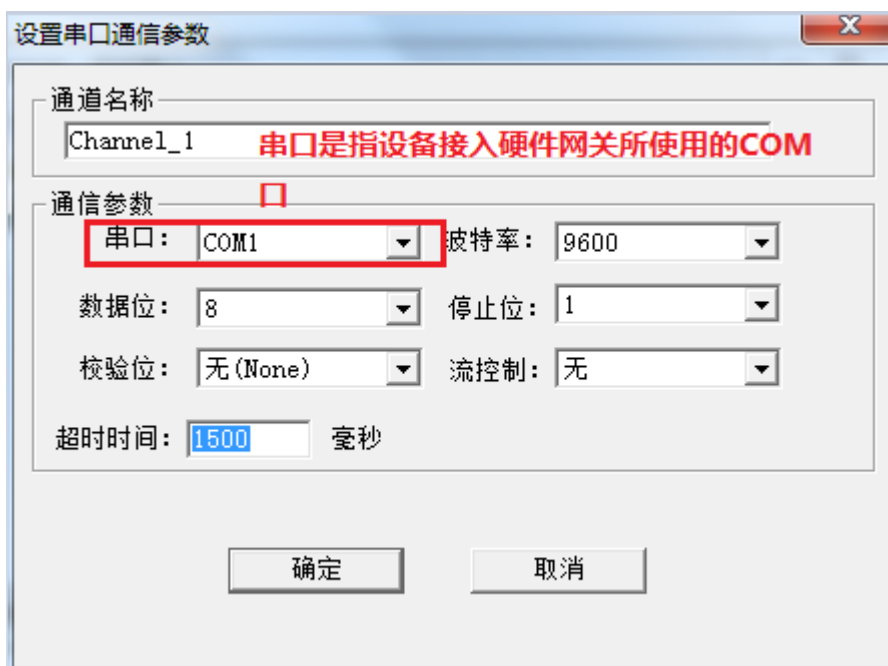 设置串口通信参数
通道名称
Channel_1 串口是指设备接入硬件网关所使用的COM
口
通信参数
串口: COM1 波特率: 9600
数据位: 8 停止位: 1
校验位: 无(None) 流控制: 无
超时时间: 1500 毫秒
确定 取消